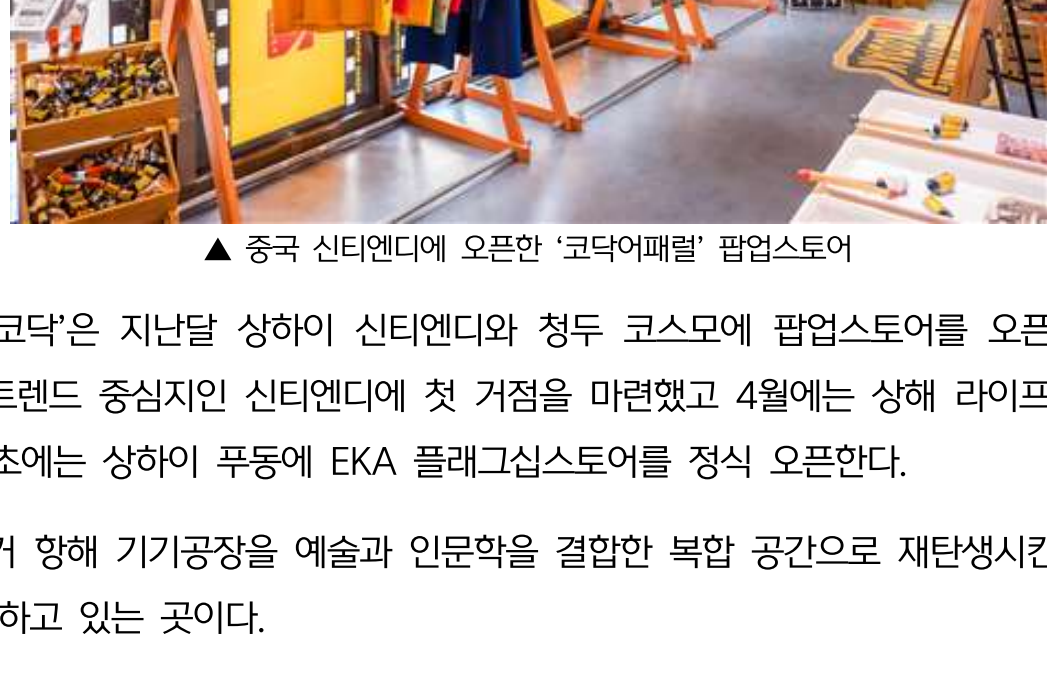 ▲ 중국 신티엔디에 오픈한 ‘코닥어패럴’ 팝업스토어
코닥’은 지난달 상하이 신티엔디와 청두 코스모에 팝업스토어를 오픈
트렌드 중심지인 신티엔디에 첫 거점을 마련했고 4월에는 상해 라이프
초에는 상하이 푸동에 EKA 플래그십스토어를 정식 오픈한다.
항해 기기공장을 예술과 인문학을 결합한 복합 공간으로 재탄생시킨
하고 있는 곳이다.